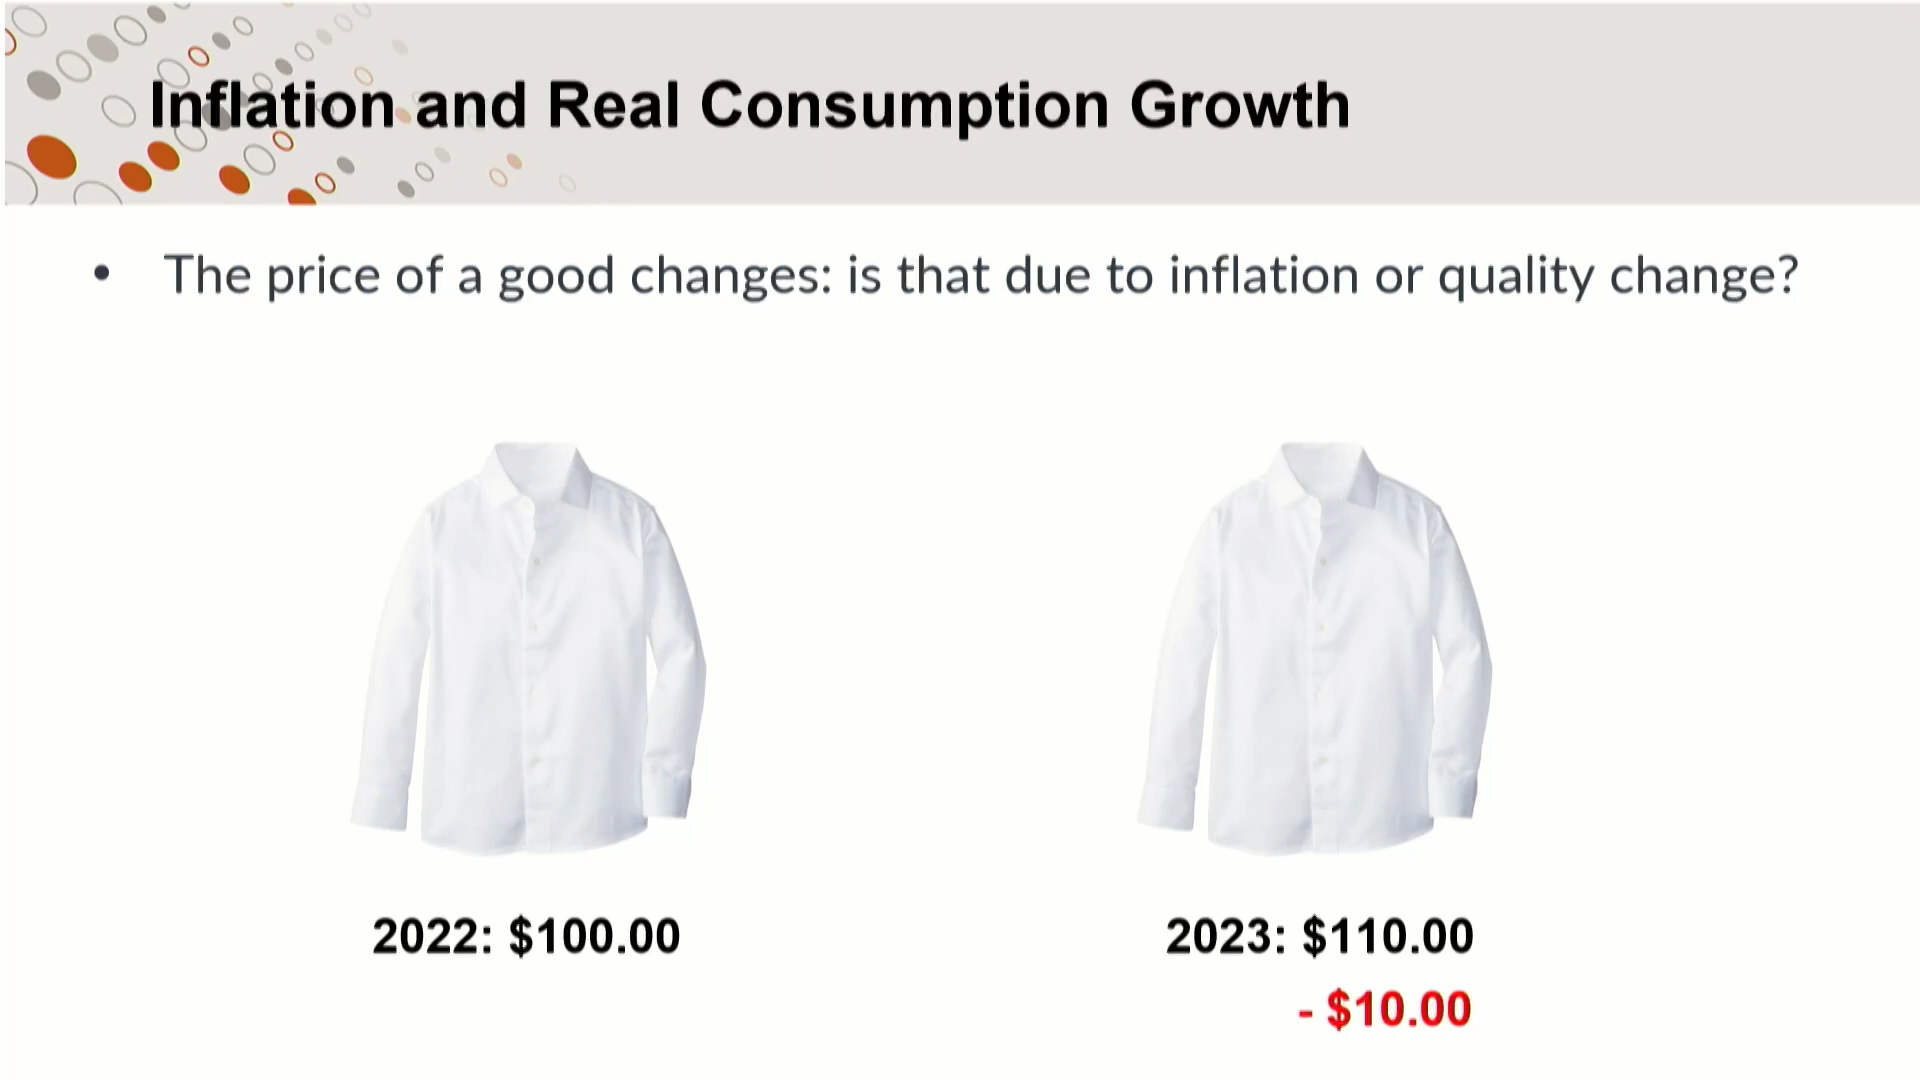 Inflation and Real Consumption Growth
• The price of a good changes: is that due to inflation or quality change?
2022: $100.00
2023: $110.00
- $10.00